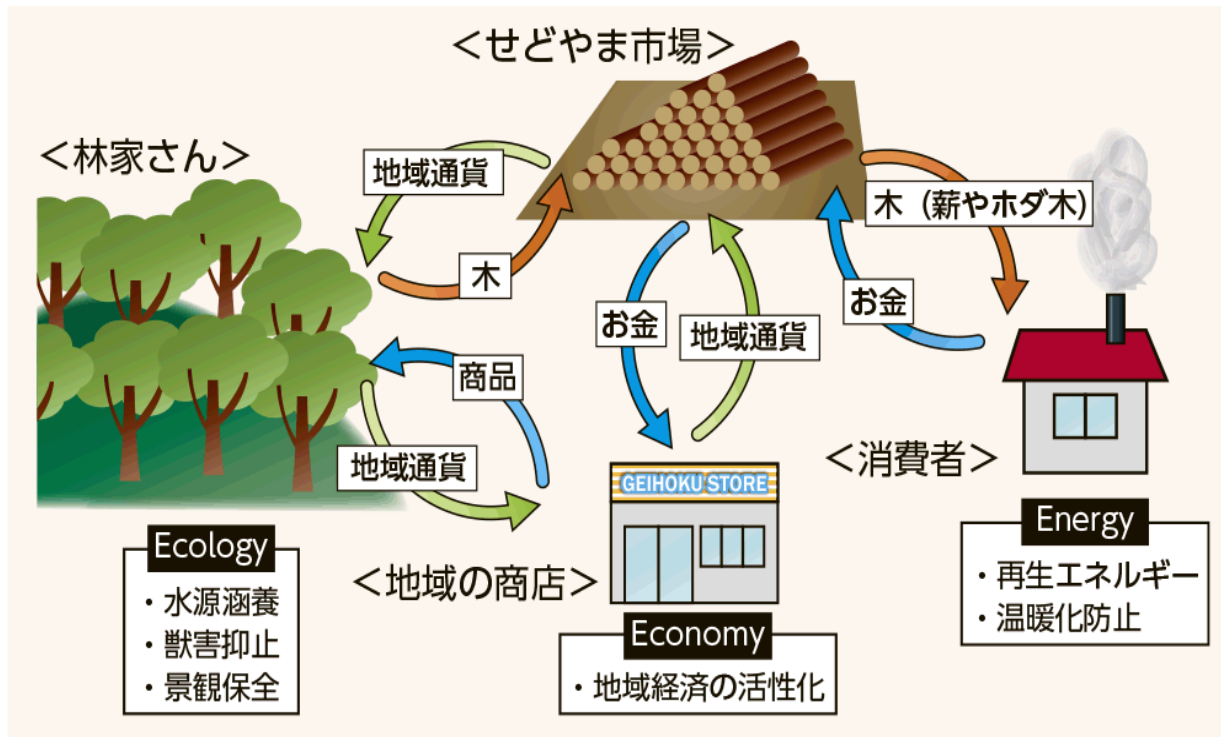 ＜せどやま市場＞
＜林家さん＞
地域通貨
木
木（薪やホダ木）
お金
お金
地域通貨
商品
地域通貨
＜消費者＞
GEIHOKU STORE
＜地域の商店＞
Ecology
・水源涵養
・獣害抑止
・景観保全
Economy
・地域経済の活性化
Energy
・再生エネルギー
・温暖化防止